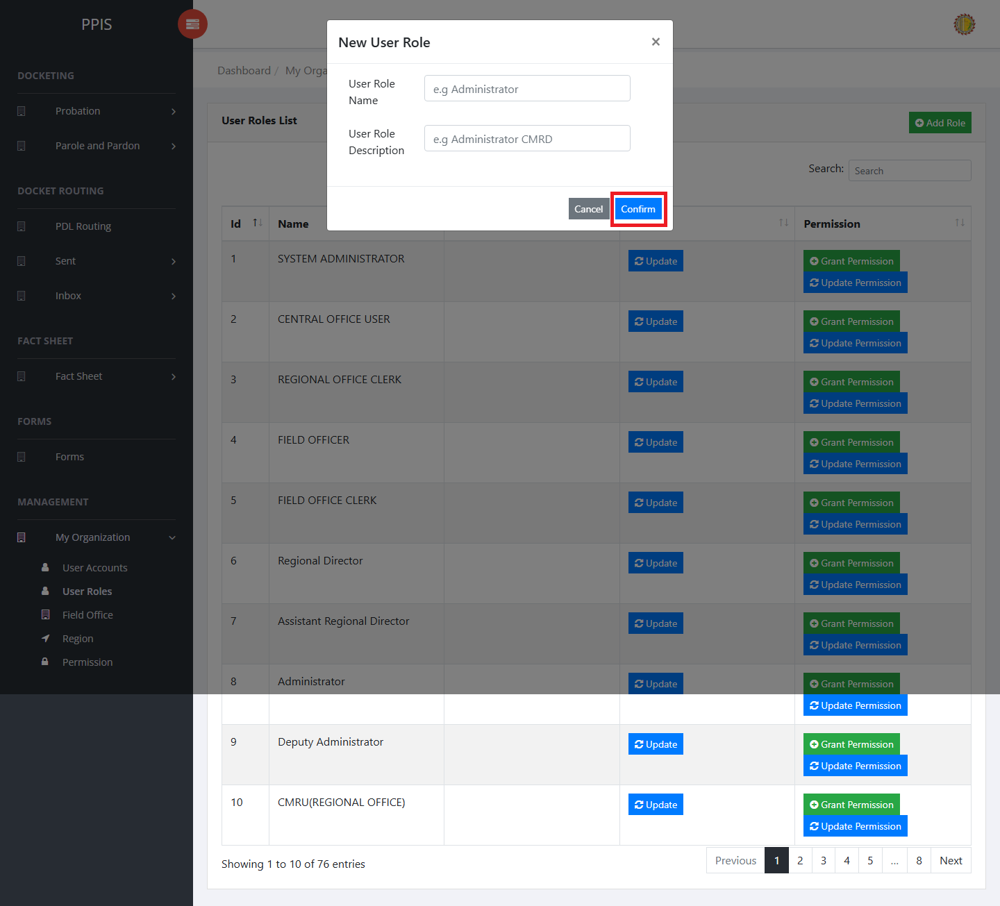 PPIS
DOCKETING
Probation
Parole and Pardon
DOCKET ROUTING
PDL Routing
Sent
Inbox
FACT SHEET
Fact Sheet
FORMS
Forms
MANAGEMENT
My Organization
User Accounts
User Roles
Field Office
Region
Permission
Dashboard / My Orga
New User Role ×
User Role Name
e.g Administrator
User Role Description
e.g Administrator CMRD
Cancel Confirm
User Roles List
Add Role
Search: Search
Id Name Permission
1 SYSTEM ADMINISTRATOR Update Grant Permission
Update Permission
2 CENTRAL OFFICE USER Update Grant Permission
Update Permission
3 REGIONAL OFFICE CLERK Update Grant Permission
Update Permission
4 FIELD OFFICER Update Grant Permission
Update Permission
5 FIELD OFFICE CLERK Update Grant Permission
Update Permission
6 Regional Director Update Grant Permission
Update Permission
7 Assistant Regional Director Update Grant Permission
Update Permission
8 Administrator Update Grant Permission
Update Permission
9 Deputy Administrator Update Grant Permission
Update Permission
10 CMRU(REGIONAL OFFICE) Update Grant Permission
Update Permission
Showing 1 to 10 of 76 entries
Previous 1 2 3 4 5 ... 8 Next